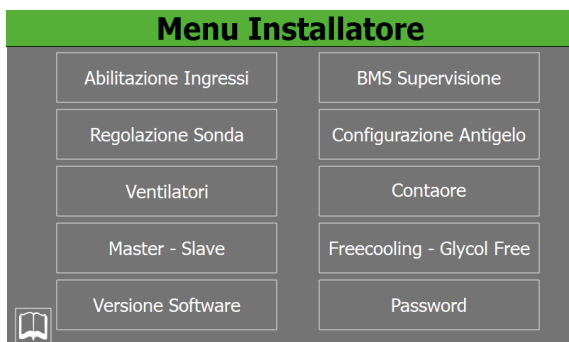 Menu Installatore
Abilitazione Ingressi
BMS Supervisione
Regolazione Sonda
Configurazione Antigelo
Ventilatori
Contaore
Master - Slave
Freecooling - Glycol Free
Versione Software
Password